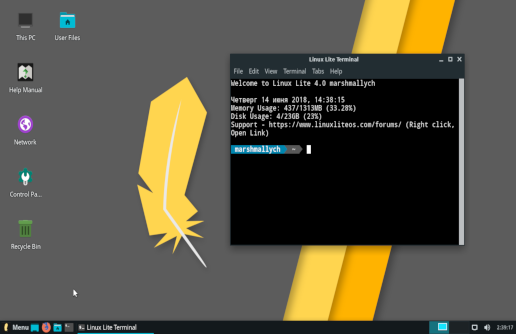 This PC
User Files
Help Manual
Network
Control Pa...
Recycle Bin
Linux Lite Terminal
File Edit View Terminal Tabs Help
Welcome to Linux Lite 4.0 marshmallych
Четверг 14 июня 2018, 14:38:15
Memory Usage: 437/1313MB (33.28%)
Disk Usage: 4/23GB (23%)
Support - https://www.linuxliteos.com/forums/ (Right click,
Open Link)
marshmallych ~
Menu
Linux Lite Terminal
2:39:17